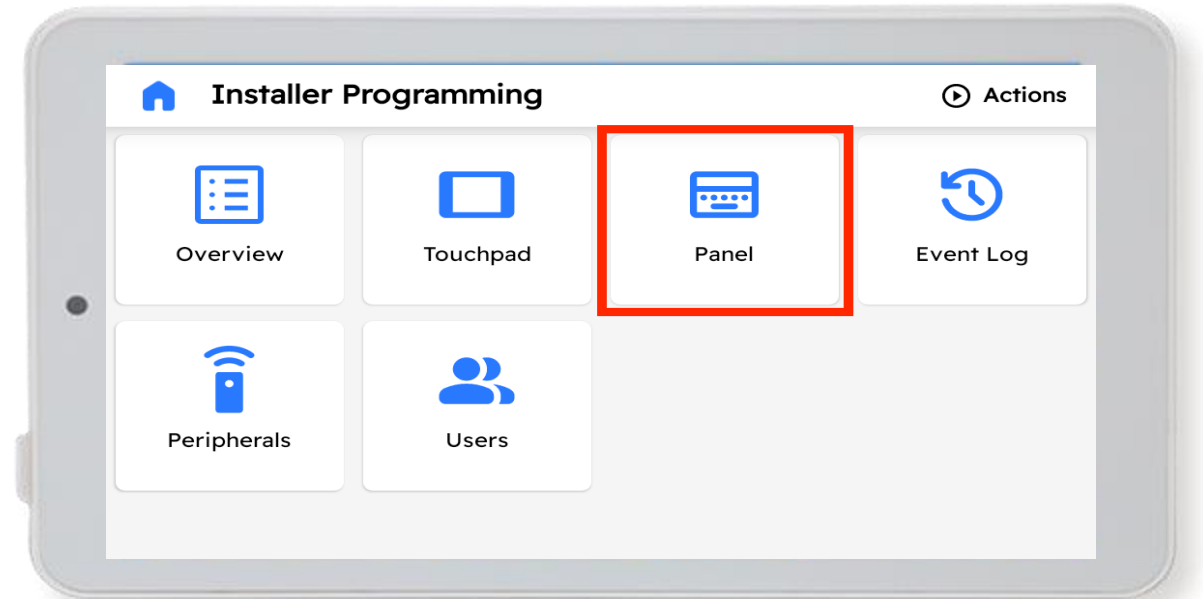 Installer Programming
Actions
Overview
Touchpad
Panel
Event Log
Peripherals
Users